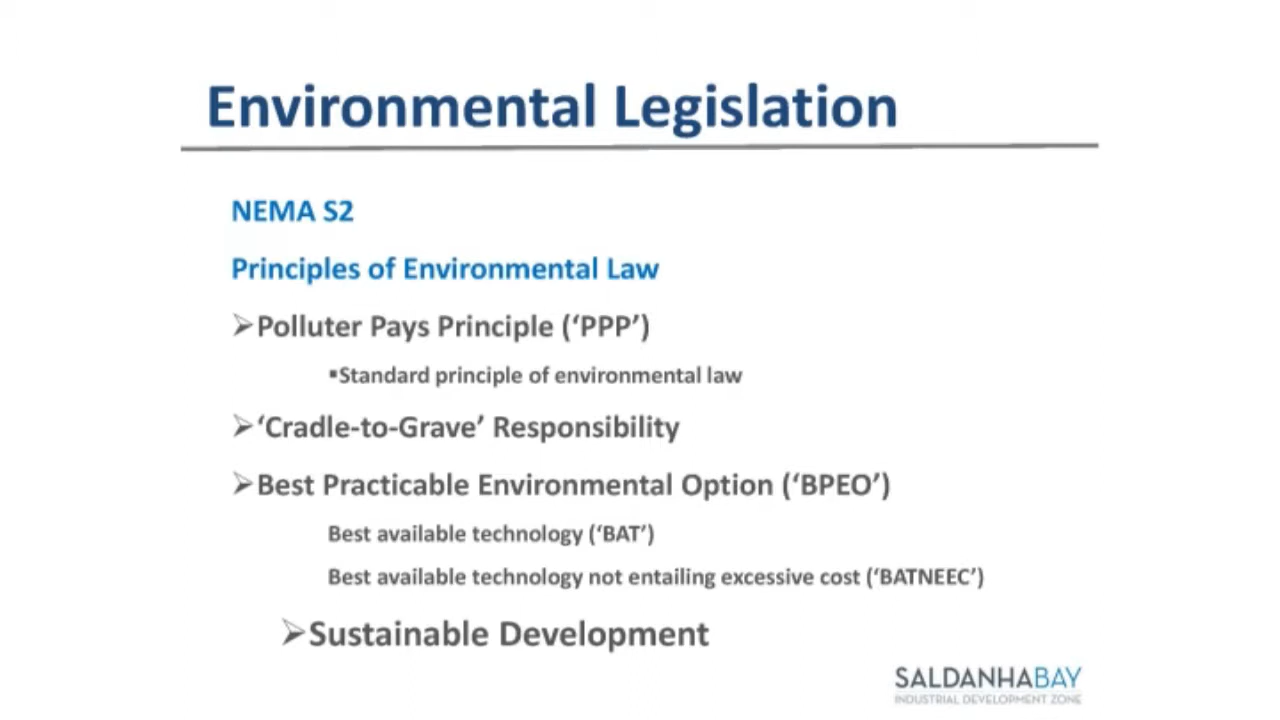 Environmental Legislation
NEMA S2
Principles of Environmental Law
➢Polluter Pays Principle (‘PPP’)
▪Standard principle of environmental law
➢‘Cradle-to-Grave’ Responsibility
➢Best Practicable Environmental Option (‘BPEO’)
Best available technology (‘BAT’)
Best available technology not entailing excessive cost (‘BATNEEC’)
➢Sustainable Development
SALDANHABAY
INDUSTRIAL DEVELOPMENT ZONE